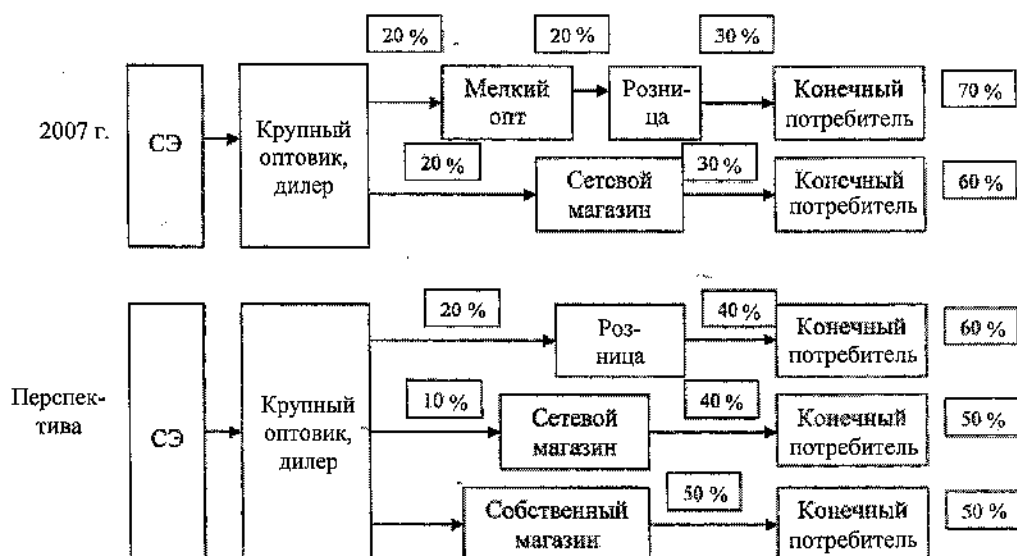 20 %
20 %
30 %
2007 г.
СЭ
Крупный
оптовик,
дилер
Мелкий
опт
Розни-
ца
Конечный
потребитель
70 %
20 %
30 %
Сетевой
магазин
Конечный
потребитель
60 %
Перспек-
тива
СЭ
Крупный
оптовик,
дилер
20 %
Роз-
ница
40 %
Конечный
потребитель
60 %
10 %
Сетевой
магазин
40 %
Конечный
потребитель
50 %
Собственный
магазин
50 %
Конечный
потребитель
50 %